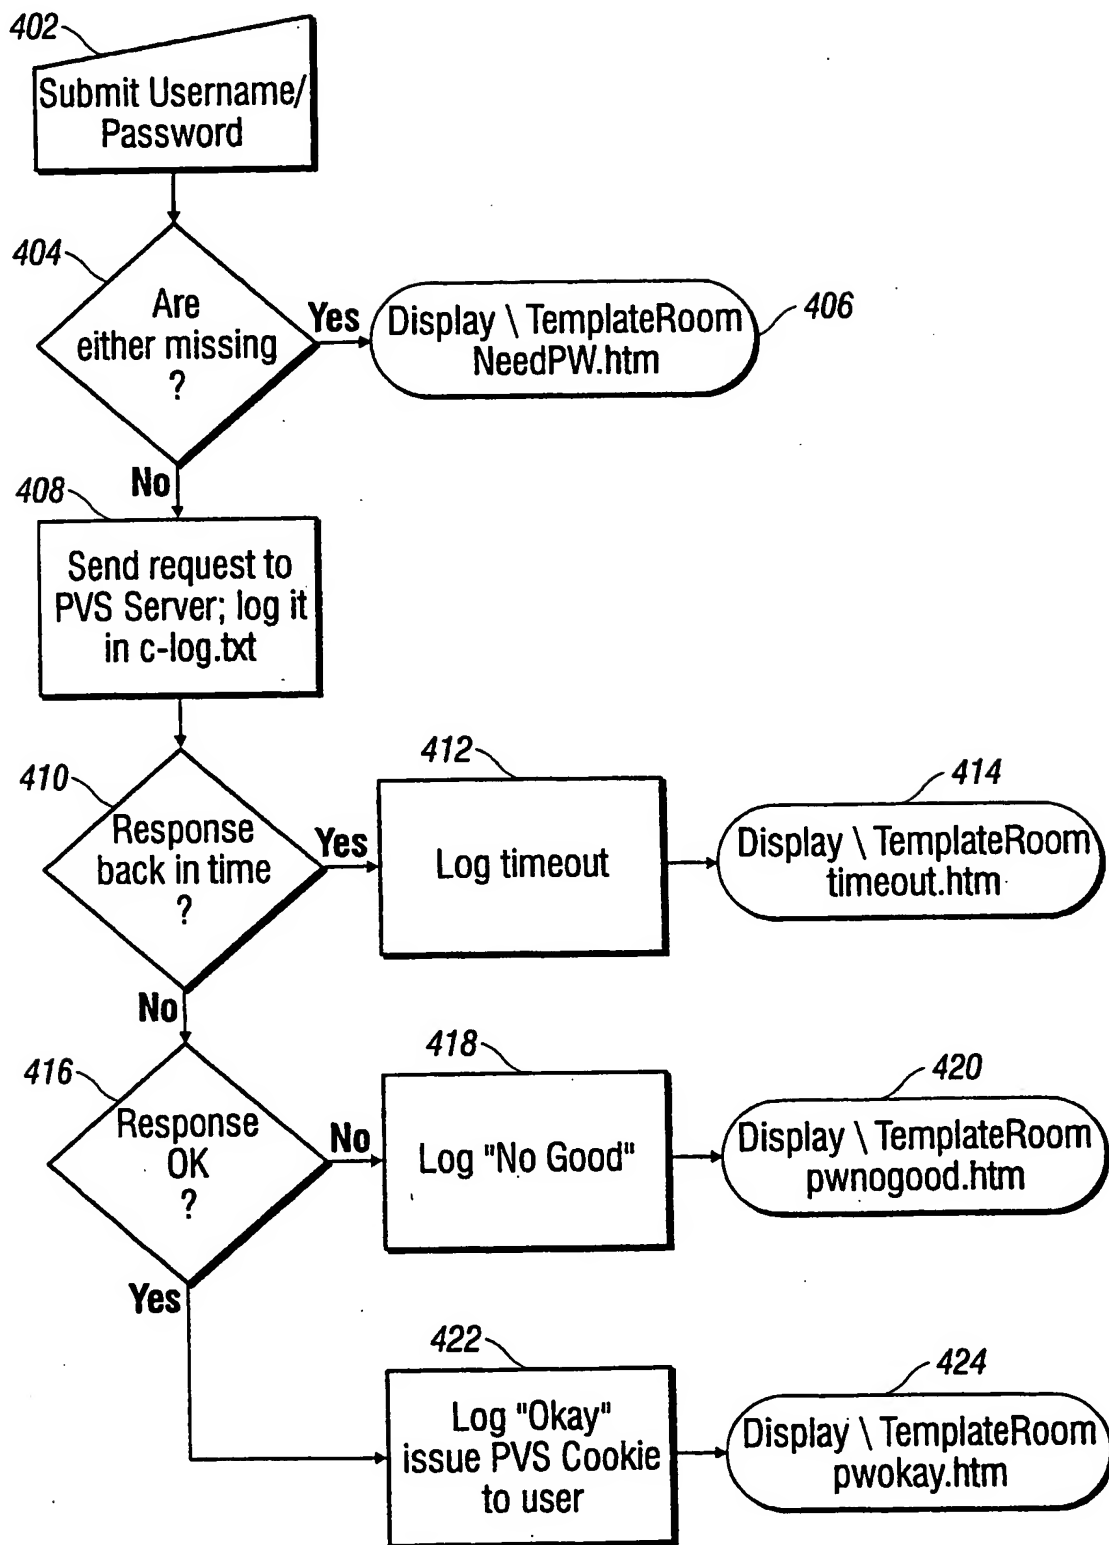 402
Submit Username/
Password
404
Are
either missing
?
Yes
Display \ TemplateRoom
NeedPW.htm
406
No
408
Send request to
PVS Server; log it
in c-log.txt
410
Response
back in time
?
Yes
412
Log timeout
414
Display \ TemplateRoom
timeout.htm
No
416
Response
OK
?
No
418
Log "No Good"
420
Display \ TemplateRoom
pwnogood.htm
Yes
422
Log "Okay"
issue PVS Cookie
to user
424
Display \ TemplateRoom
pwokay.htm